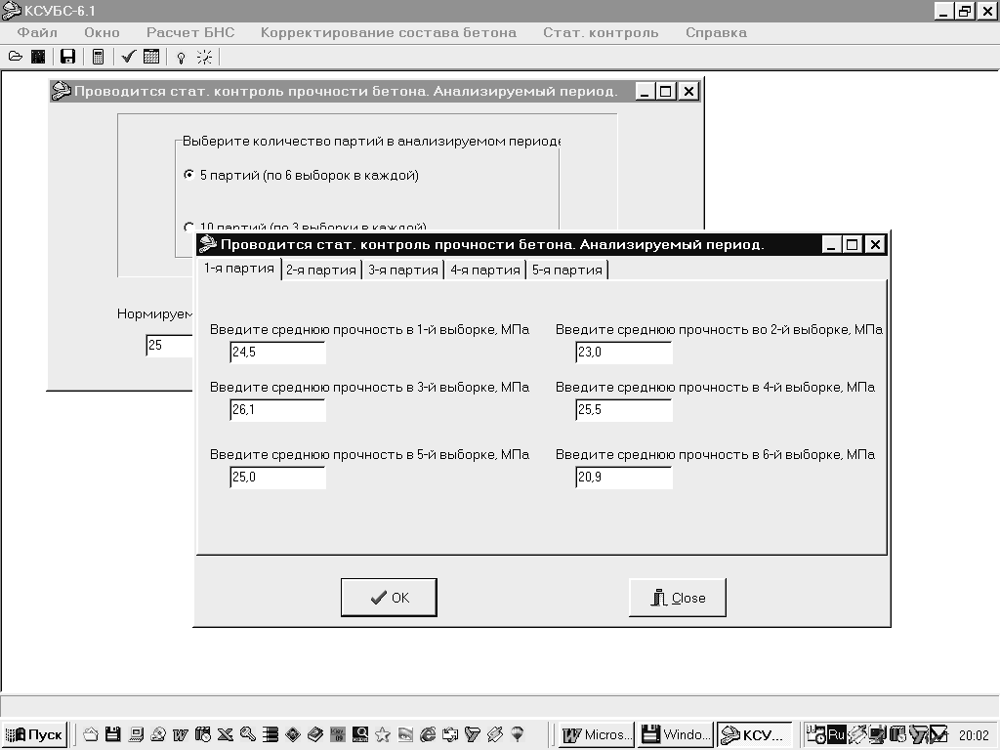 КСУБС-6.1
Файл Окно Расчет БНС Корректирование состава бетона Стат. контроль Справка
Проводится стат. контроль прочности бетона. Анализируемый период.
Выберите количество партий в анализируемом периоде
5 партий (по 6 выборок в каждой)
10 партий (по 3 выборки в каждой)
Нормируем
25
Проводится стат. контроль прочности бетона. Анализируемый период.
1-я партия 2-я партия 3-я партия 4-я партия 5-я партия
Введите среднюю прочность в 1-й выборке, МПа Введите среднюю прочность во 2-й выборке, МПа
24,5 23,0
Введите среднюю прочность в 3-й выборке, МПа Введите среднюю прочность в 4-й выборке, МПа
26,1 25,5
Введите среднюю прочность в 5-й выборке, МПа Введите среднюю прочность в 6-й выборке, МПа
25,0 20,9
OK Close
Пуск Micros... Windo... КСУ... Ru 20:02